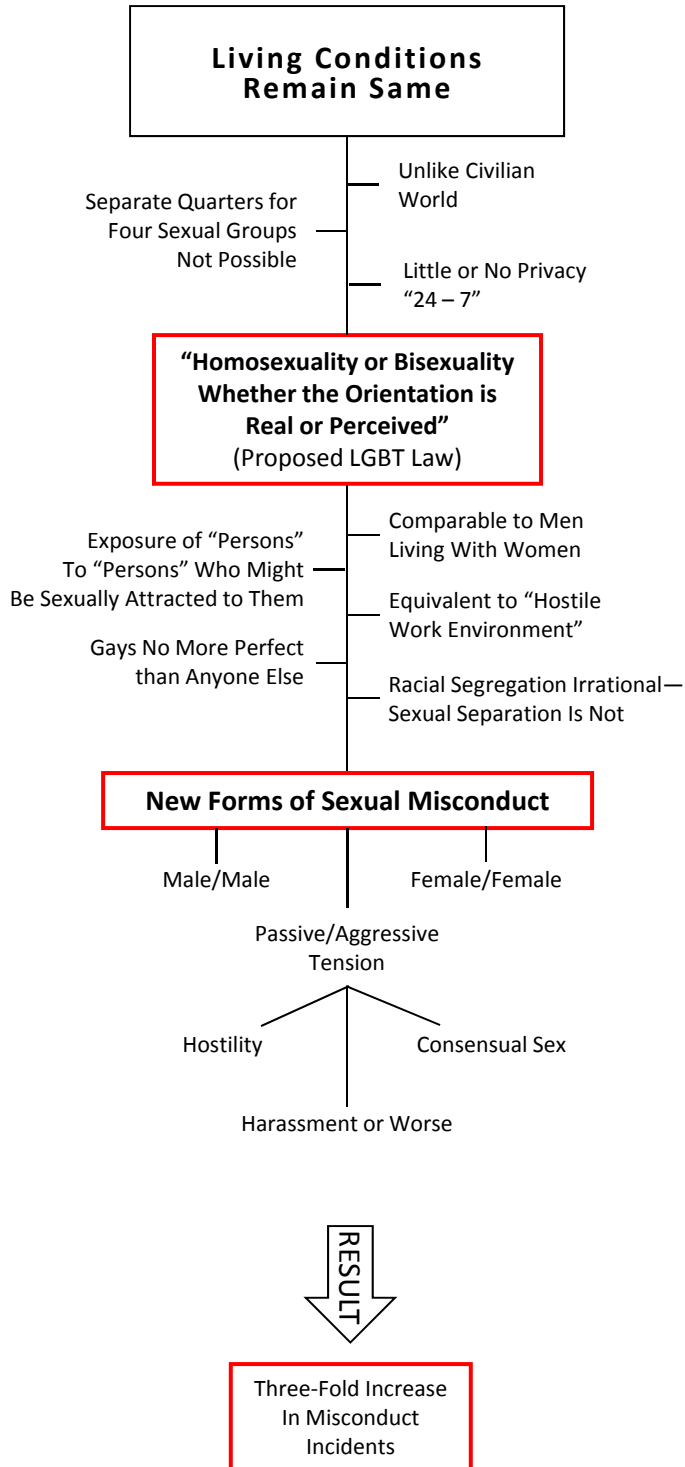 Living Conditions
Remain Same
Unlike Civilian
World
Separate Quarters for
Four Sexual Groups
Not Possible
Little or No Privacy
“24 – 7”
“Homosexuality or Bisexuality
Whether the Orientation is
Real or Perceived”
(Proposed LGBT Law)
Comparable to Men
Living With Women
Exposure of “Persons”
To “Persons” Who Might
Be Sexually Attracted to Them
Equivalent to “Hostile
Work Environment”
Gays No More Perfect
than Anyone Else
Racial Segregation Irrational—
Sexual Separation Is Not
New Forms of Sexual Misconduct
Male/Male
Female/Female
Passive/Aggressive
Tension
Hostility
Consensual Sex
Harassment or Worse
RESULT
Three-Fold Increase
In Misconduct
Incidents